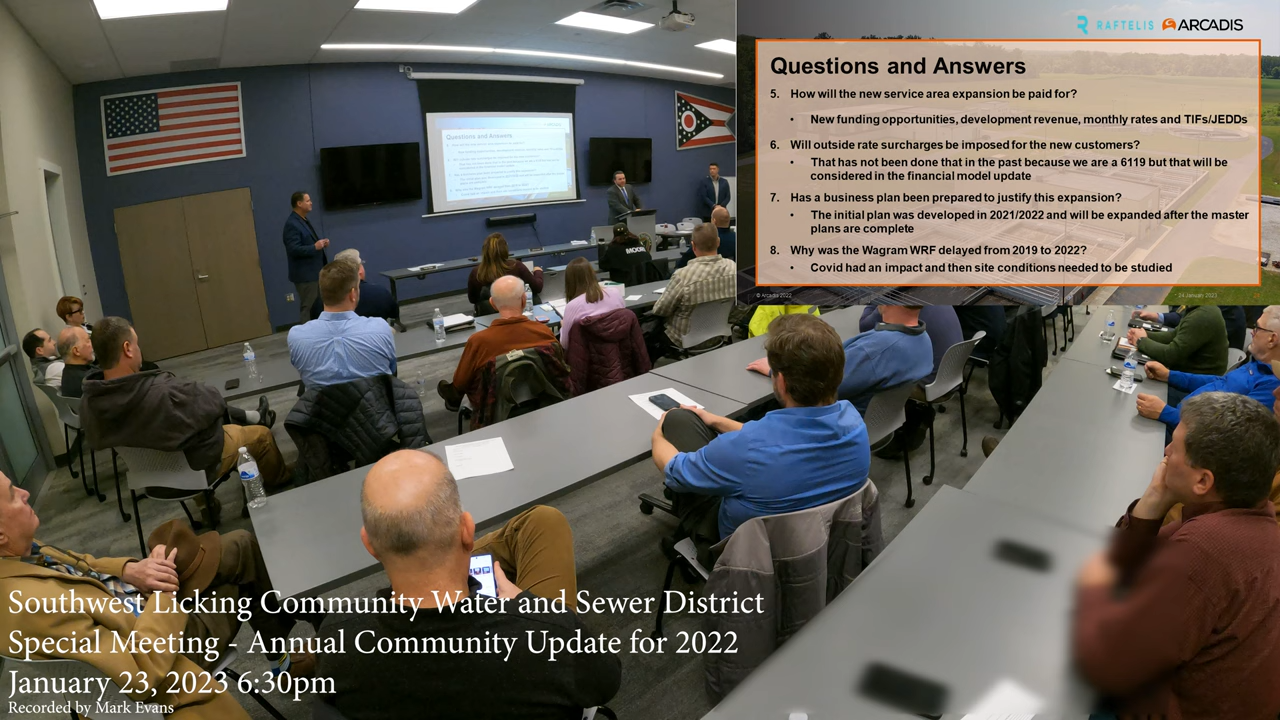 RAFTELIS ARCADIS
Questions and Answers
5. How will the new service area expansion be paid for?
• New funding opportunities, development revenue, monthly rates and TIFs/JEDDs
6. Will outside rate surcharges be imposed for the new customers?
• That has not been done that in the past because we are a 6119 but that will be
considered in the financial model update
7. Has a business plan been prepared to justify this expansion?
• The initial plan was developed in 2021/2022 and will be expanded after the master
plans are complete
8. Why was the Wagram WRF delayed from 2019 to 2022?
• Covid had an impact and then site conditions needed to be studied
© Arcadis 2022
24 January 2023
Questions and Answers
MOOR
Southwest Licking Community Water and Sewer District
Special Meeting - Annual Community Update for 2022
January 23, 2023 6:30pm
Recorded by Mark Evans